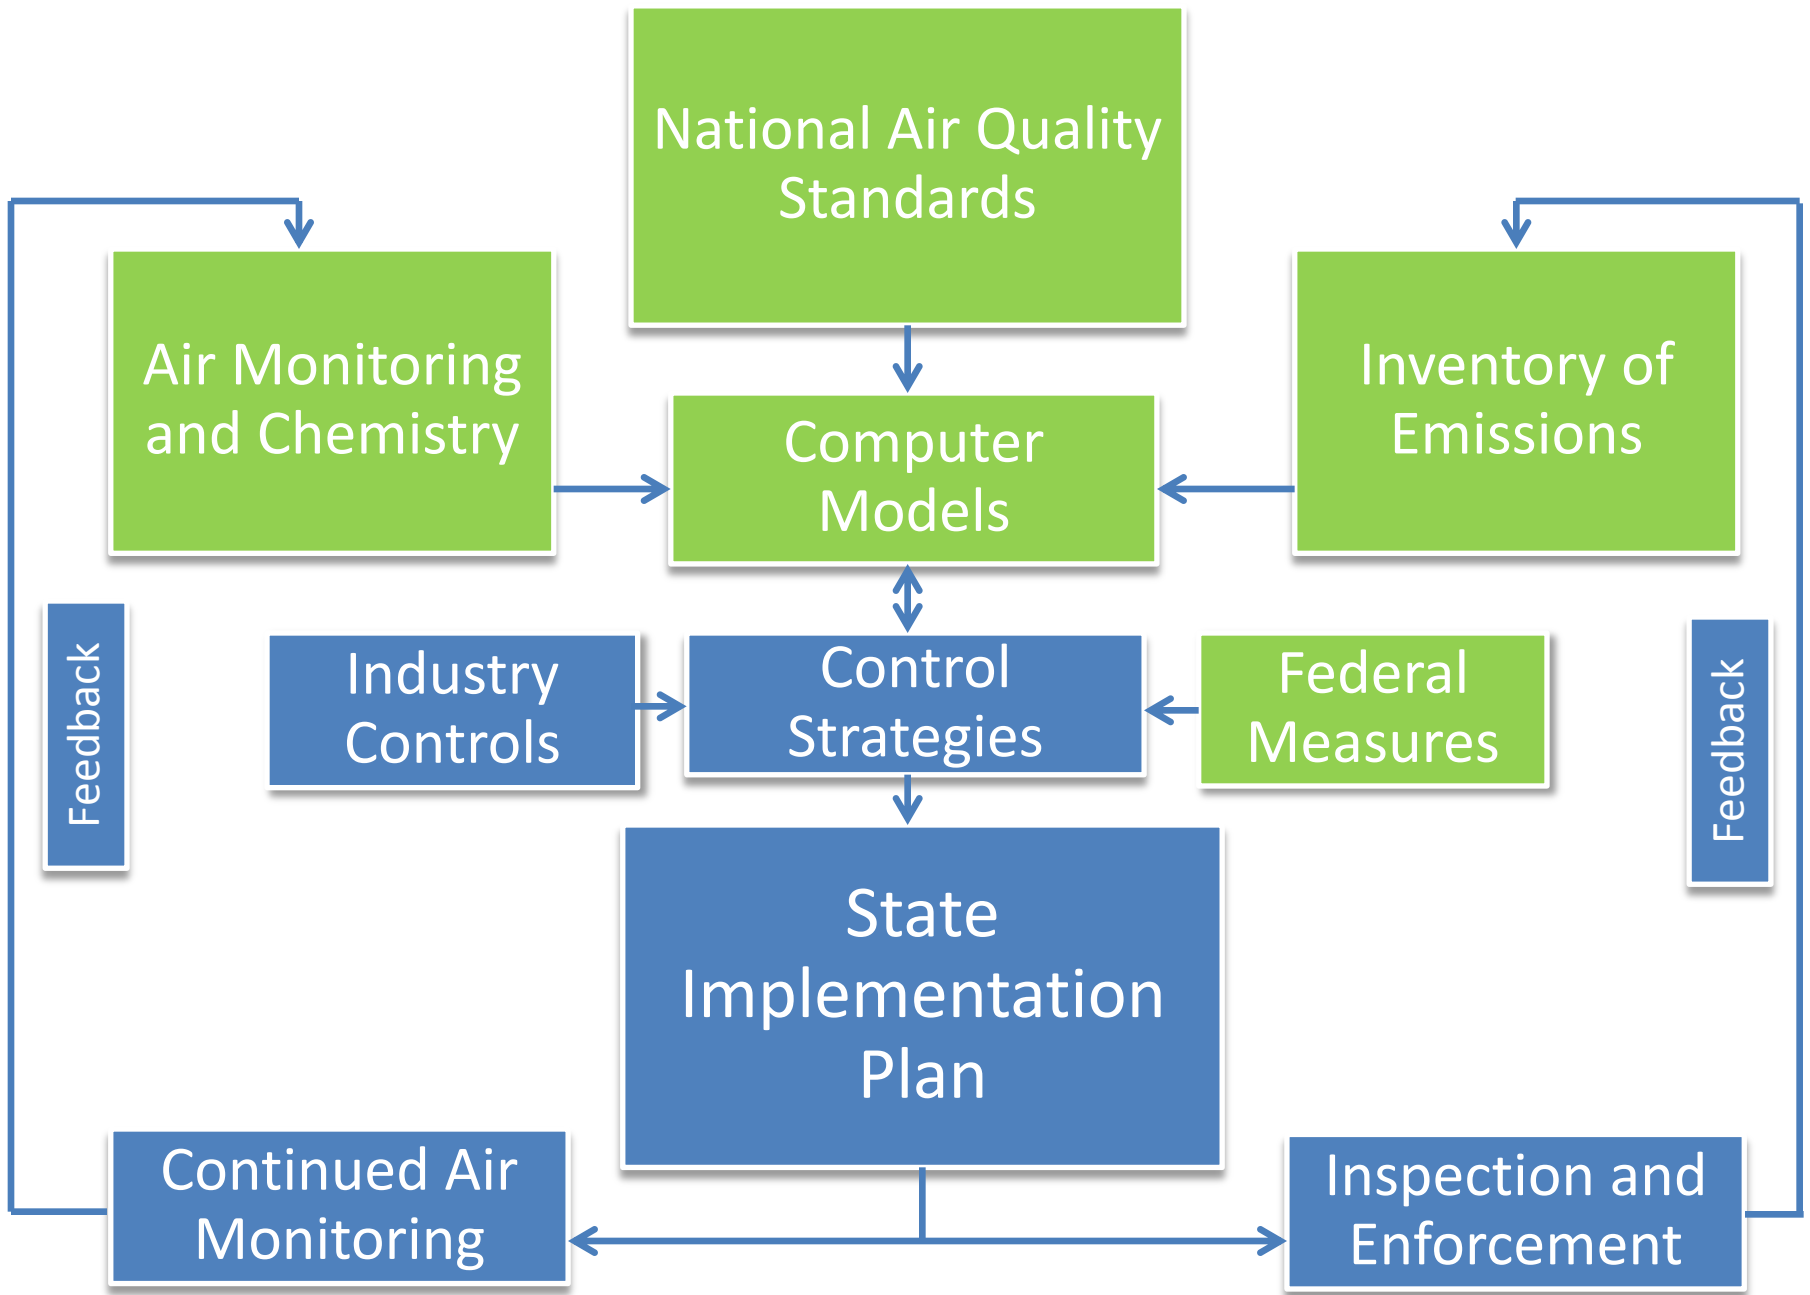 National Air Quality
Standards
Air Monitoring
and Chemistry
Inventory of
Emissions
Computer
Models
Feedback
Industry
Controls
Control
Strategies
Federal
Measures
Feedback
State
Implementation
Plan
Continued Air
Monitoring
Inspection and
Enforcement